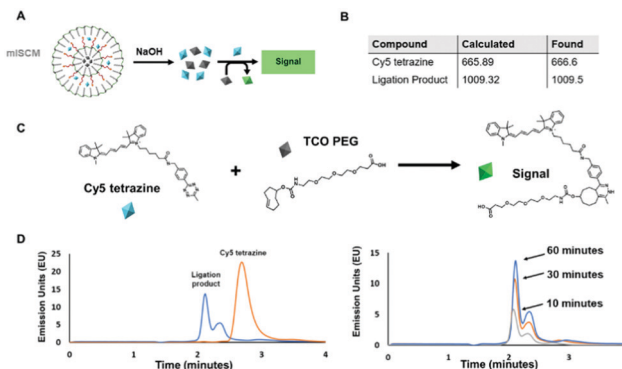 A
mISCM
NaOH
Signal
B
Compound Calculated Found
Cy5 tetrazine 665.89 666.6
Ligation Product 1009.32 1009.5
C
Cy5 tetrazine
+
TCO PEG
Signal
D
Emission Units (EU)
25
20
15
10
5
0
Ligation
product
Cy5 tetrazine
0 1 2 3 4
Time (minutes)
Emission Units (EU)
15
10
5
0
60 minutes
30 minutes
10 minutes
0 1 2 3
Time (minutes)